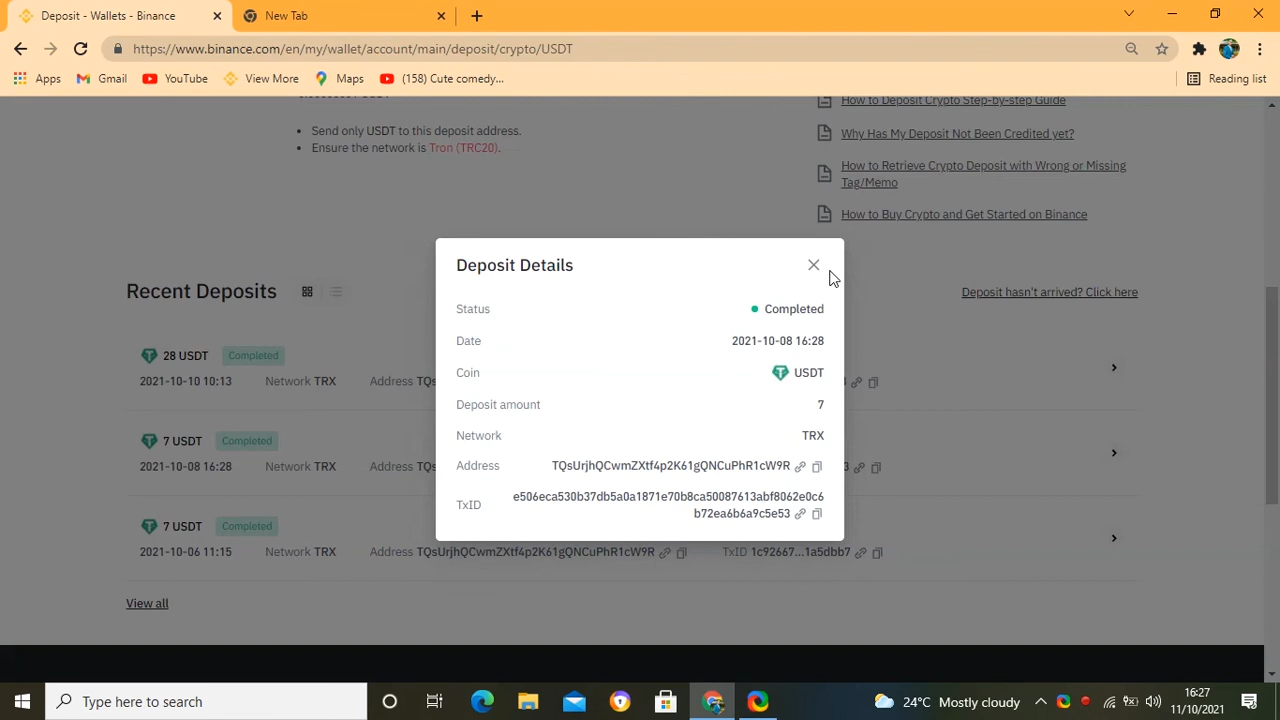 Deposit - Wallets - Binance
New Tab
https://www.binance.com/en/my/wallet/account/main/deposit/crypto/USDT
Apps Gmail YouTube View More Maps (158) Cute comedy... Reading list
Send only USDT to this deposit address.
Ensure the network is Tron (TRC20).
How to Deposit Crypto Step-by-step Guide
Why Has My Deposit Not Been Credited yet?
How to Retrieve Crypto Deposit with Wrong or Missing
Tag/Memo
How to Buy Crypto and Get Started on Binance
Recent Deposits
Deposit hasn't arrived? Click here
28 USDT Completed
2021-10-10 10:13 Network TRX Address TQs
7 USDT Completed
2021-10-08 16:28 Network TRX Address TQs
7 USDT Completed
2021-10-06 11:15 Network TRX Address TQsUrjhQCwmZXtf4p2K61gQNCuPhR1cW9R TxID 1c92667...1a5dbb7
View all
Deposit Details
Status Completed
Date 2021-10-08 16:28
Coin USDT
Deposit amount 7
Network TRX
Address TQsUrjhQCwmZXtf4p2K61gQNCuPhR1cW9R
TxID e506eca530b37db5a0a1871e70b8ca50087613abf8062e0c6
b72ea6b6a9c5e53
Type here to search
24°C Mostly cloudy
16:27
11/10/2021